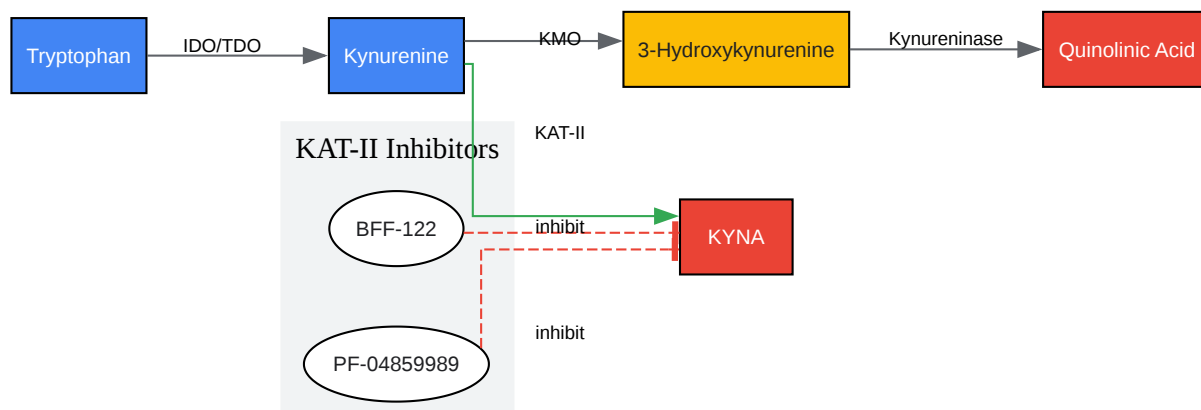 Tryptophan
IDO/TDO
Kynurenine
KMO
3-Hydroxykynurenine
Kynureninase
Quinolinic Acid
KAT-II
KAT-II Inhibitors
BFF-122
inhibit
KYNA
PF-04859989
inhibit